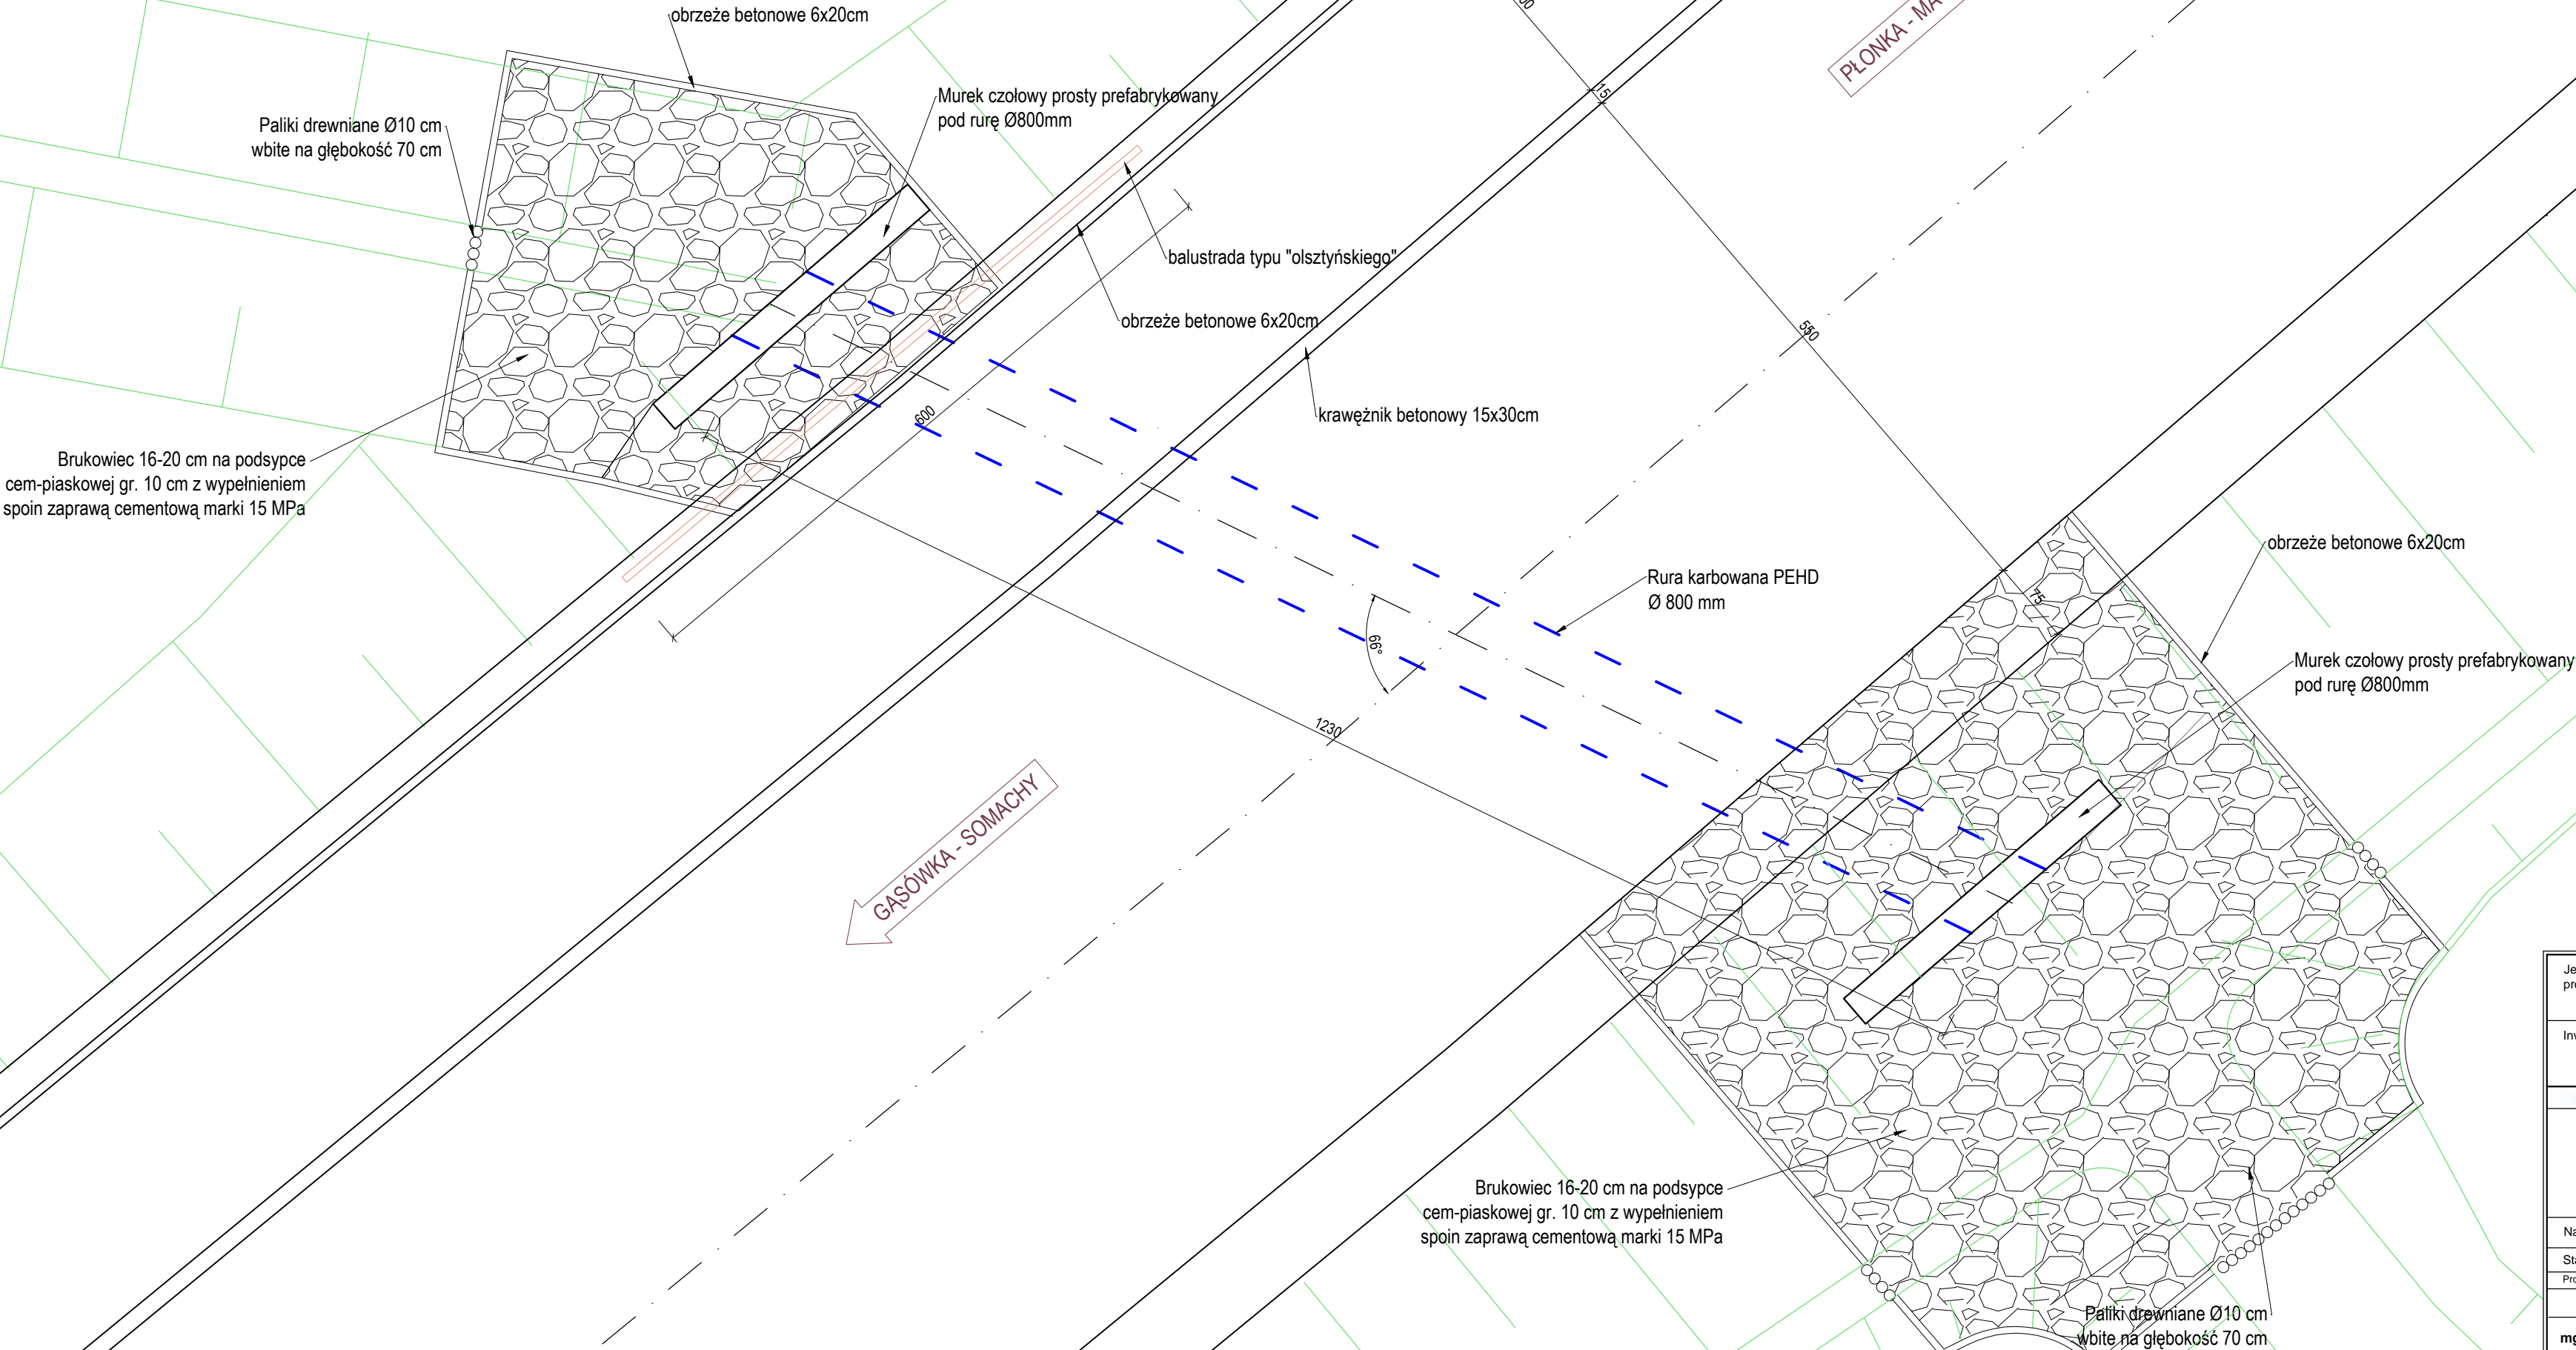 obrzeże betonowe 6x20cm
Murek czołowy prosty prefabrykowany
pod rurę Ø800mm
Paliki drewniane Ø10 cm
wbite na głębokość 70 cm
balustrada typu "olsztyńskiego"
obrzeże betonowe 6x20cm
krawężnik betonowy 15x30cm
Brukowiec 16-20 cm na podsypce
cem-piaskowej gr. 10 cm z wypełnieniem
spoin zaprawą cementową marki 15 MPa
600
15
550
75
PŁONKA - MA
Rura karbowana PEHD
Ø 800 mm
66°
1230
GĄSÓWKA - SOMACHY
obrzeże betonowe 6x20cm
Murek czołowy prosty prefabrykowany
pod rurę Ø800mm
Brukowiec 16-20 cm na podsypce
cem-piaskowej gr. 10 cm z wypełnieniem
spoin zaprawą cementową marki 15 MPa
Paliki drewniane Ø10 cm
wbite na głębokość 70 cm